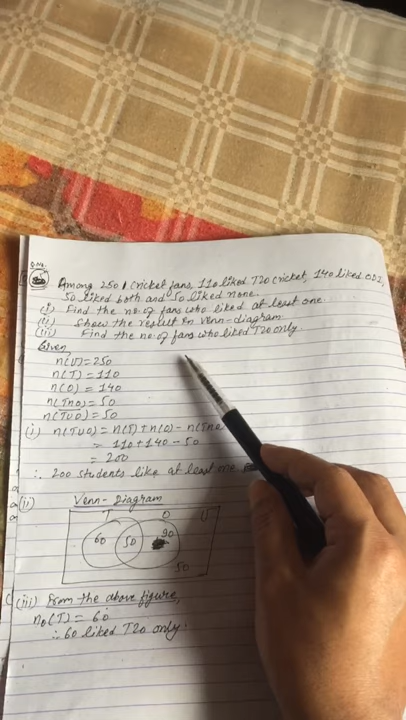 Q.No.
Among 250 Cricket fans, 110 liked T20 cricket, 140 liked ODI,
50 liked both and 50 liked none.
(i) Find the no. of fans who liked at least one.
(ii) Show the result in Venn-diagram
(iii) Find the no. of fans who liked T20 only.
Given,
n(U) = 250
n(T) = 110
n(O) = 140
n(T∩O) = 50
n(T∪O) = 50
(i) n(T∪O) = n(T) + n(O) - n(T∩O
= 110 + 140 - 50
= 200
∴ 200 students like at least one
(ii) Venn-Diagram
T O U
60 50 90
50
(iii) From the above figure,
n₀(T) = 60
∴ 60 liked T20 only.